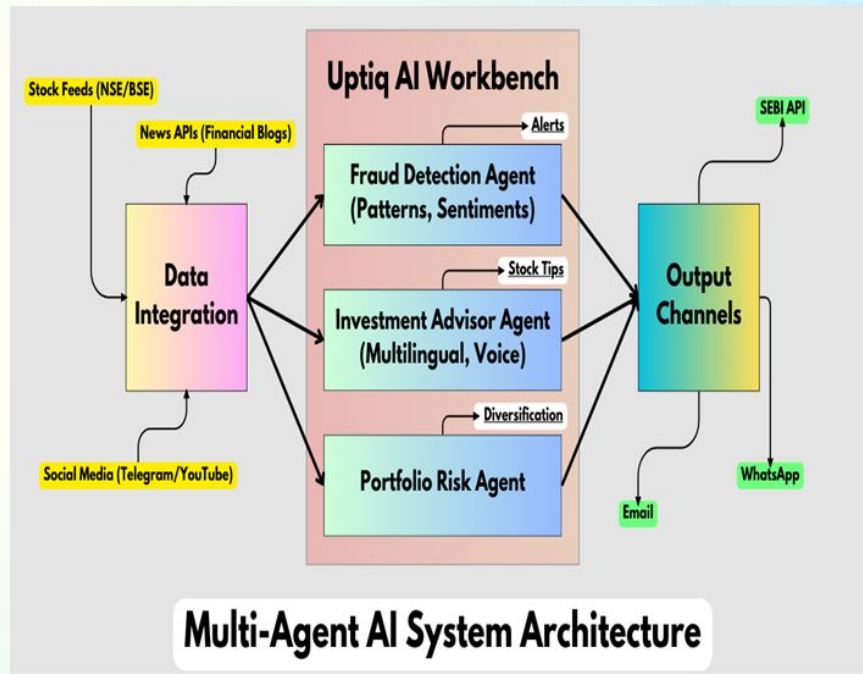 Uptiq AI Workbench
Stock Feeds (NSE/BSE)
News APIs (Financial Blogs)
Data
Integration
Social Media (Telegram/YouTube)
Alerts
Fraud Detection Agent
(Patterns, Sentiments)
Stock Tips
Investment Advisor Agent
(Multilingual, Voice)
Diversification
Portfolio Risk Agent
SEBI API
Output
Channels
WhatsApp
Email
Multi-Agent AI System Architecture